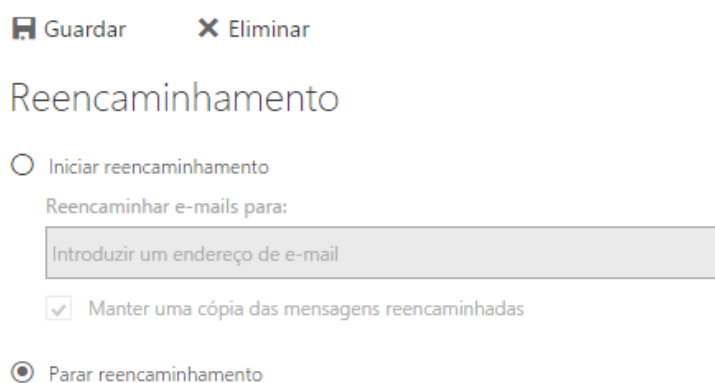 Guardar Eliminar
Reencaminhamento
Iniciar reencaminhamento
Reencaminhar e-mails para:
Introduzir um endereço de e-mail
Manter uma cópia das mensagens reencaminhadas
Parar reencaminhamento